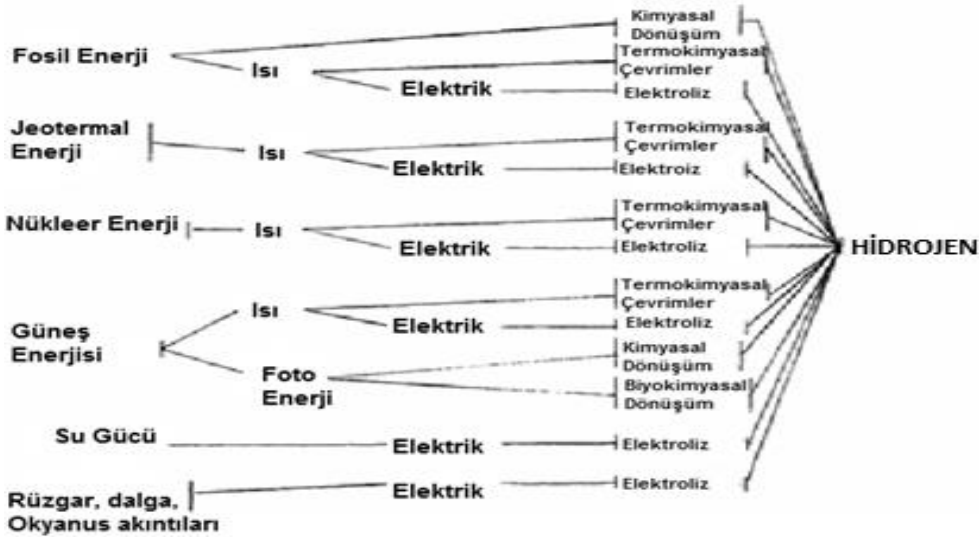 Kimyasal
Dönüşüm
Fosil Enerji
Isı
Termokimyasal
Çevrimler
Elektrik
Elektroliz
Jeotermal
Enerji
Isı
Termokimyasal
Çevrimler
Elektrik
Elektroiz
Nükleer Enerji
Isı
Termokimyasal
Çevrimler
Elektrik
Elektroliz
HİDROJEN
Güneş
Enerjisi
Isı
Termokimyasal
Çevrimler
Elektrik
Elektroliz
Foto
Enerji
Kimyasal
Dönüşüm
Biyokimyasal
Dönüşüm
Su Gücü
Elektrik
Elektroliz
Rüzgar, dalga,
Okyanus akıntıları
Elektrik
Elektroliz